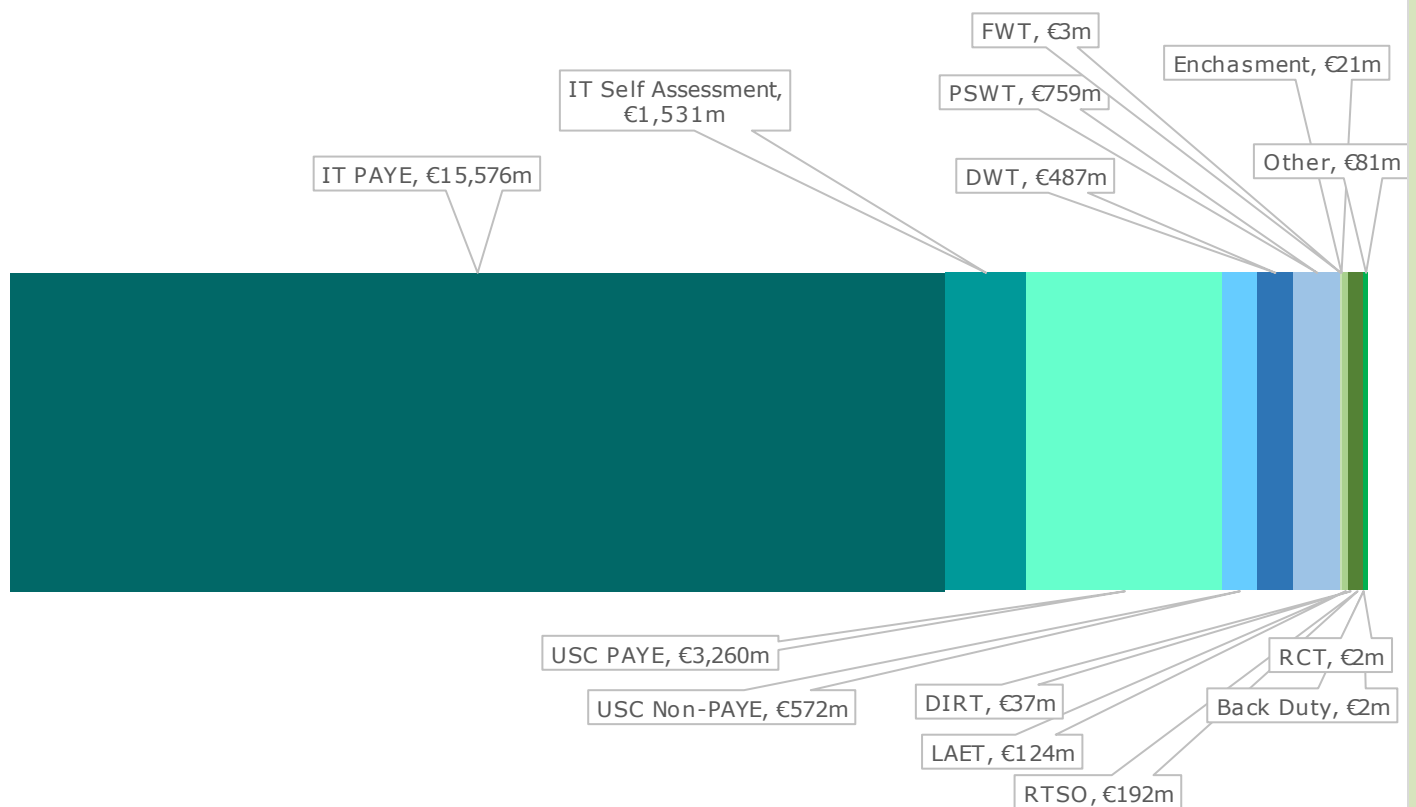 FWT, €3m
Enchasment, €21m
IT Self Assessment,
€1,531m
PSWT, €759m
Other, €81m
IT PAYE, €15,576m
DWT, €487m
USC PAYE, €3,260m
RCT, €2m
USC Non-PAYE, €572m
DIRT, €37m
Back Duty, €2m
LAET, €124m
RTSO, €192m